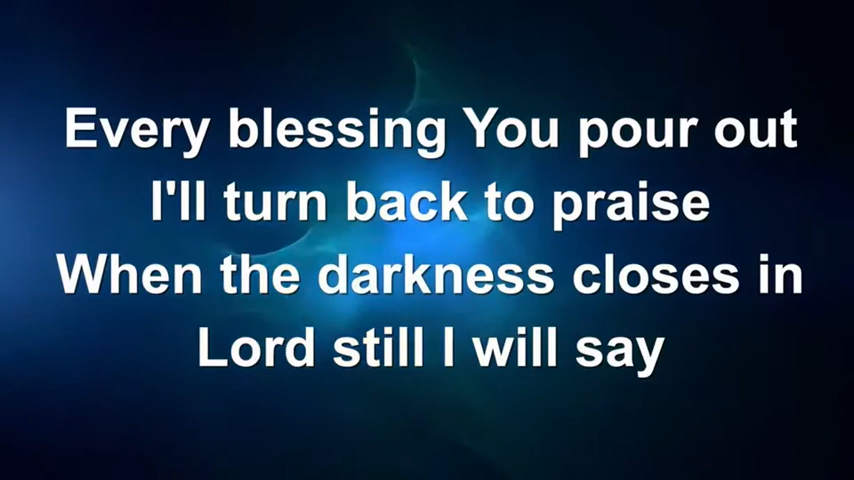 Every blessing You pour out
I'll turn back to praise
When the darkness closes in
Lord still I will say